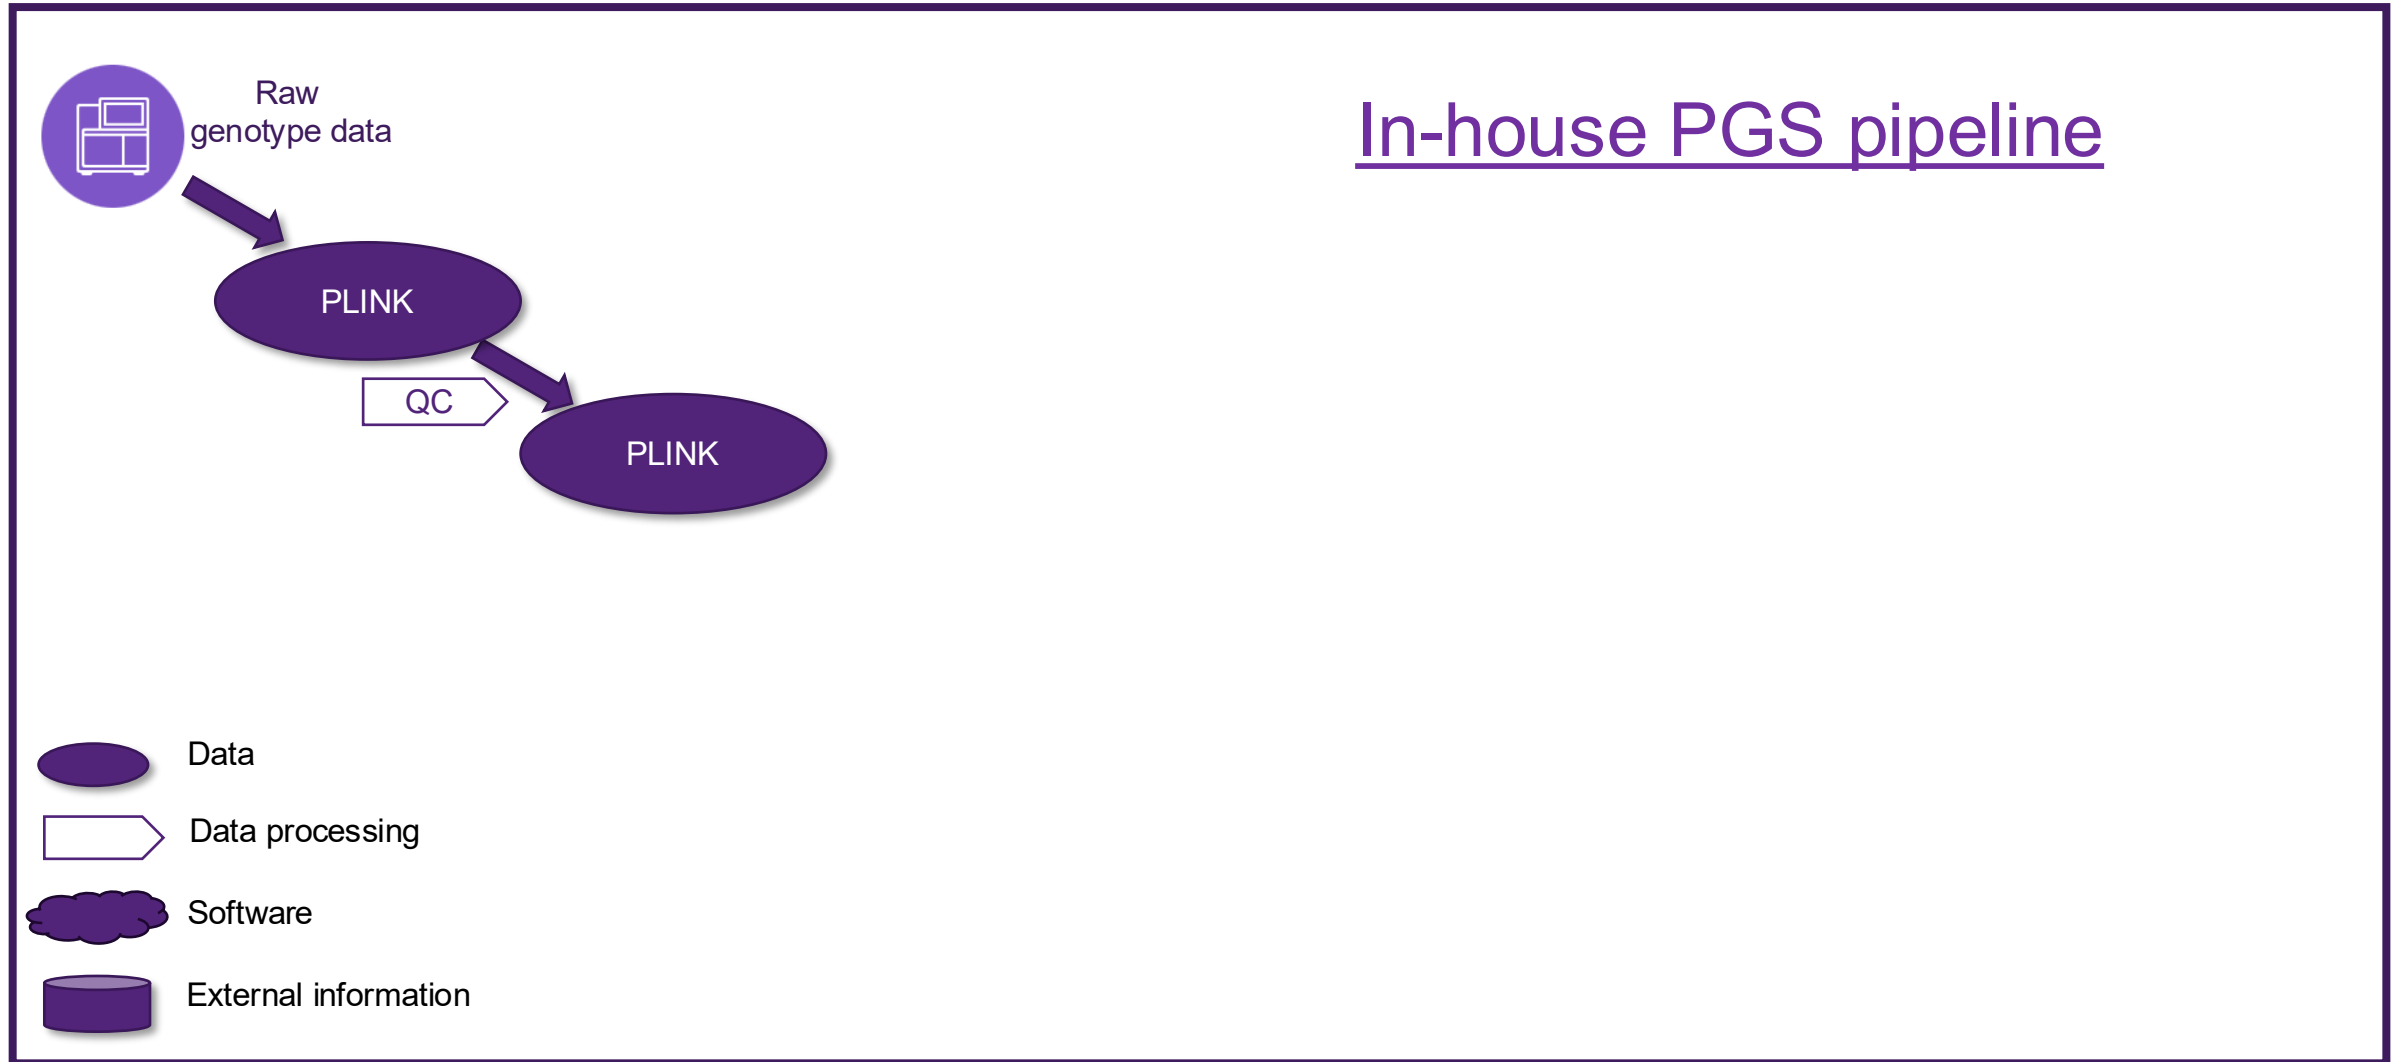 Raw
genotype data
In-house PGS pipeline
PLINK
QC
PLINK
Data
Data processing
Software
External information